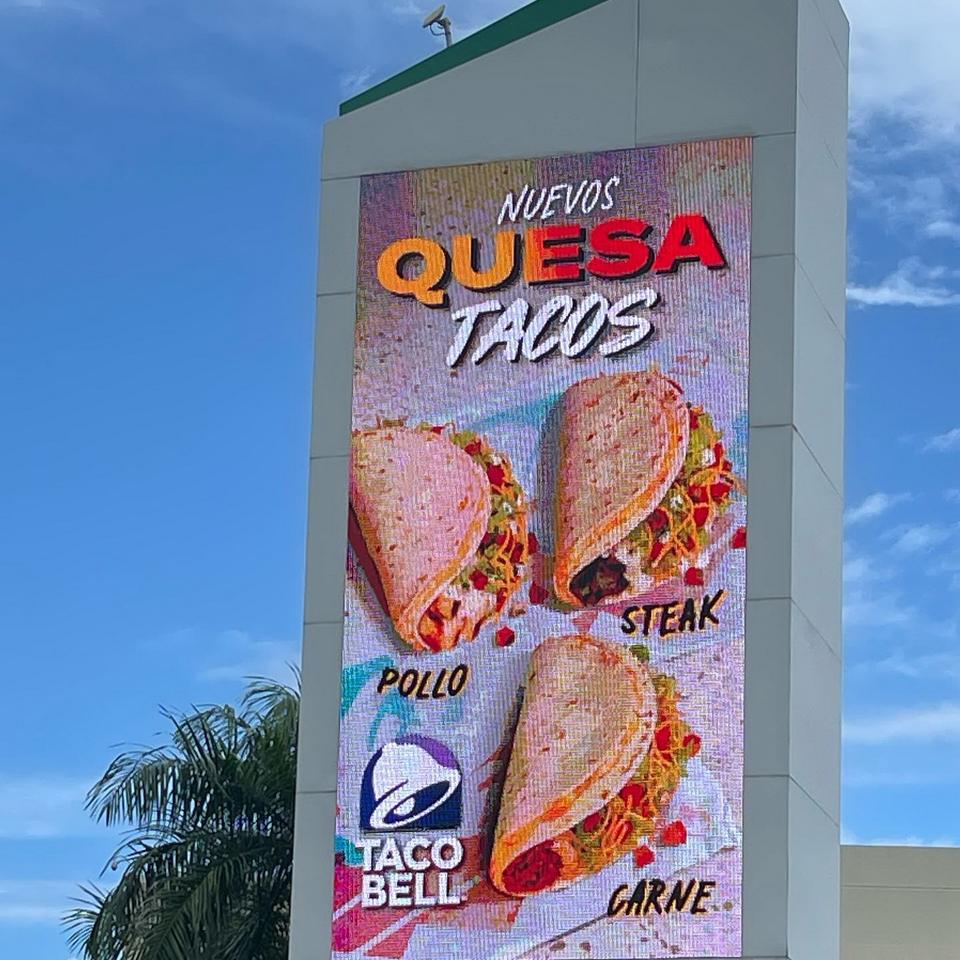 NUEVOS
QUESA
TACOS
STEAK
POLLO
TACO
BELL
CARNE